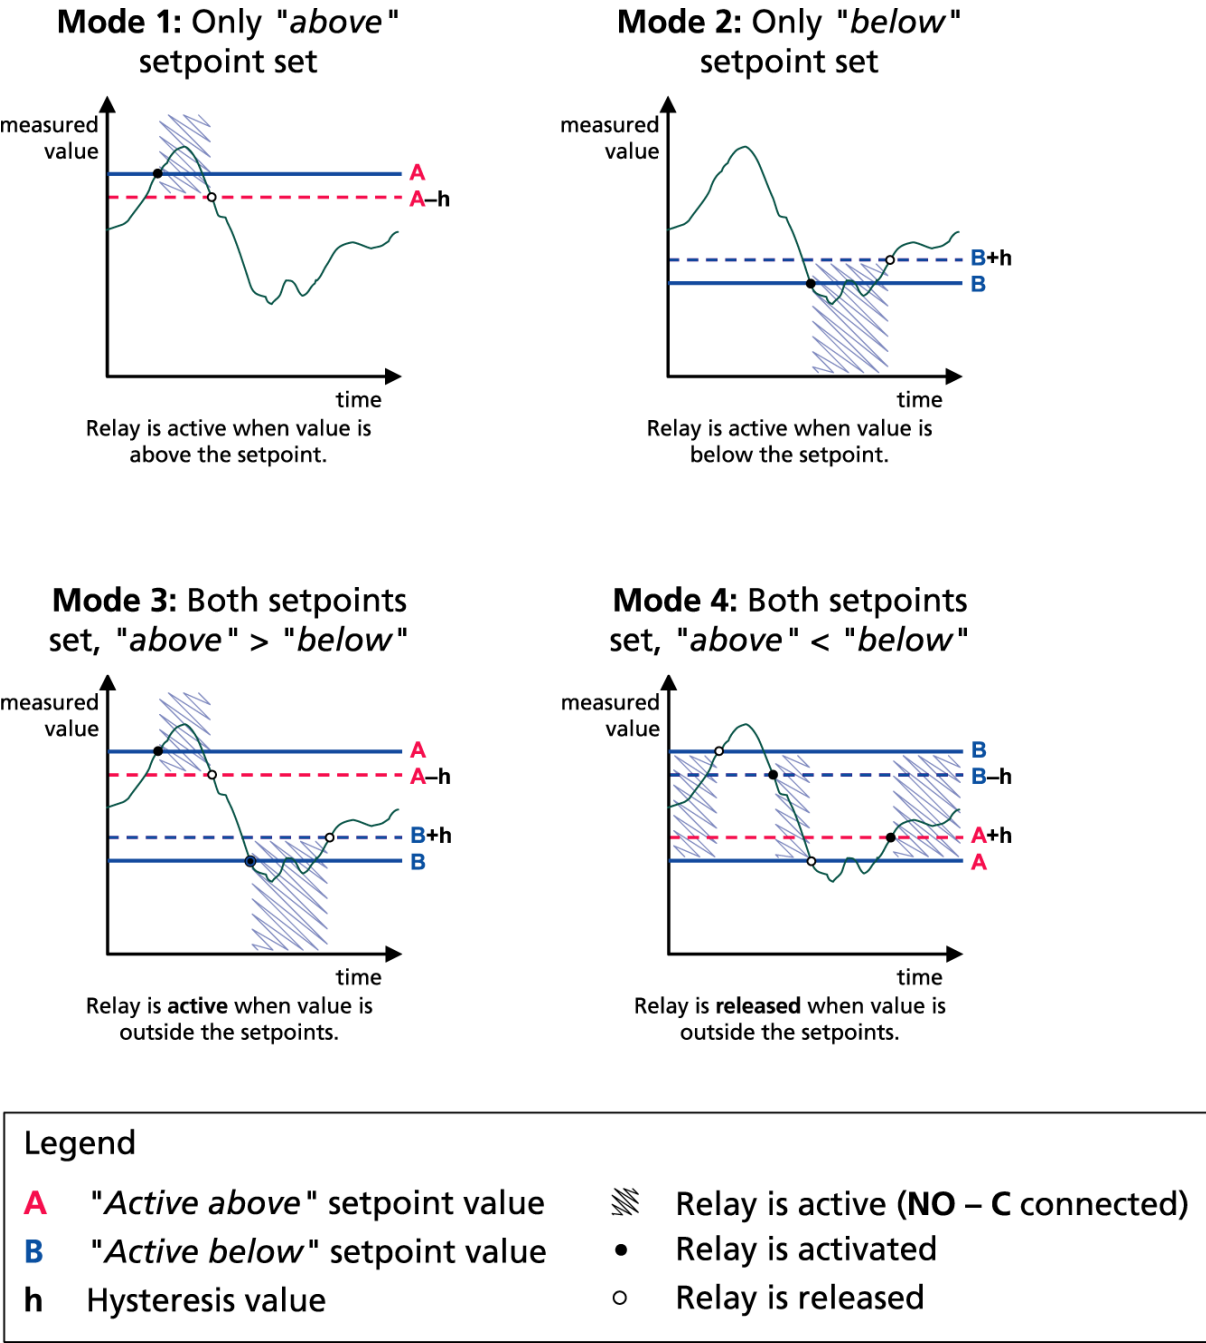 Mode 1: Only "above"
setpoint set
measured
value
A
A–h
time
Relay is active when value is
above the setpoint.
Mode 2: Only "below"
setpoint set
measured
value
B+h
B
time
Relay is active when value is
below the setpoint.
Mode 3: Both setpoints
set, "above" > "below"
measured
value
A
A–h
B+h
B
time
Relay is active when value is
outside the setpoints.
Mode 4: Both setpoints
set, "above" < "below"
measured
value
B
B–h
A+h
A
time
Relay is released when value is
outside the setpoints.
Legend
A "Active above" setpoint value
B "Active below" setpoint value
h Hysteresis value
Relay is active (NO – C connected)
Relay is activated
Relay is released